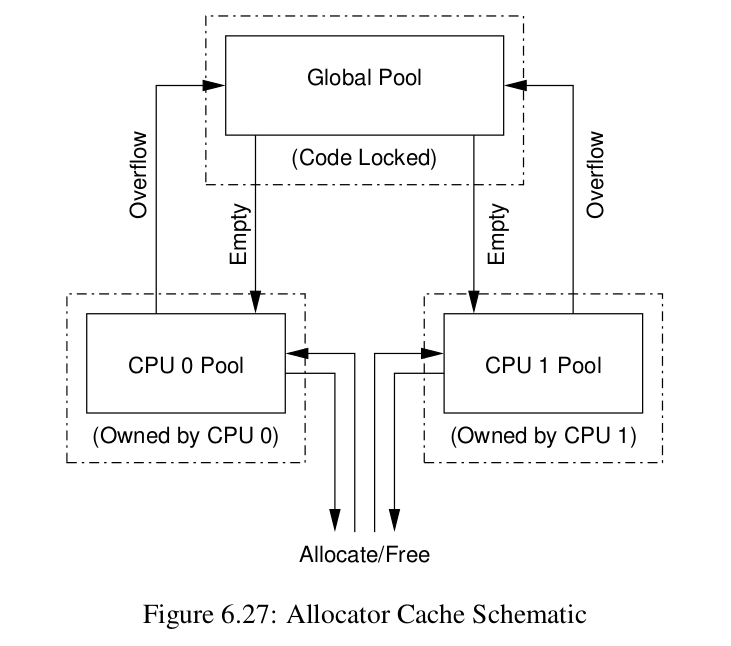 Global Pool
(Code Locked)
Overflow
Empty
Empty
Overflow
CPU 0 Pool
CPU 1 Pool
(Owned by CPU 0)
(Owned by CPU 1)
Allocate/Free
Figure 6.27: Allocator Cache Schematic